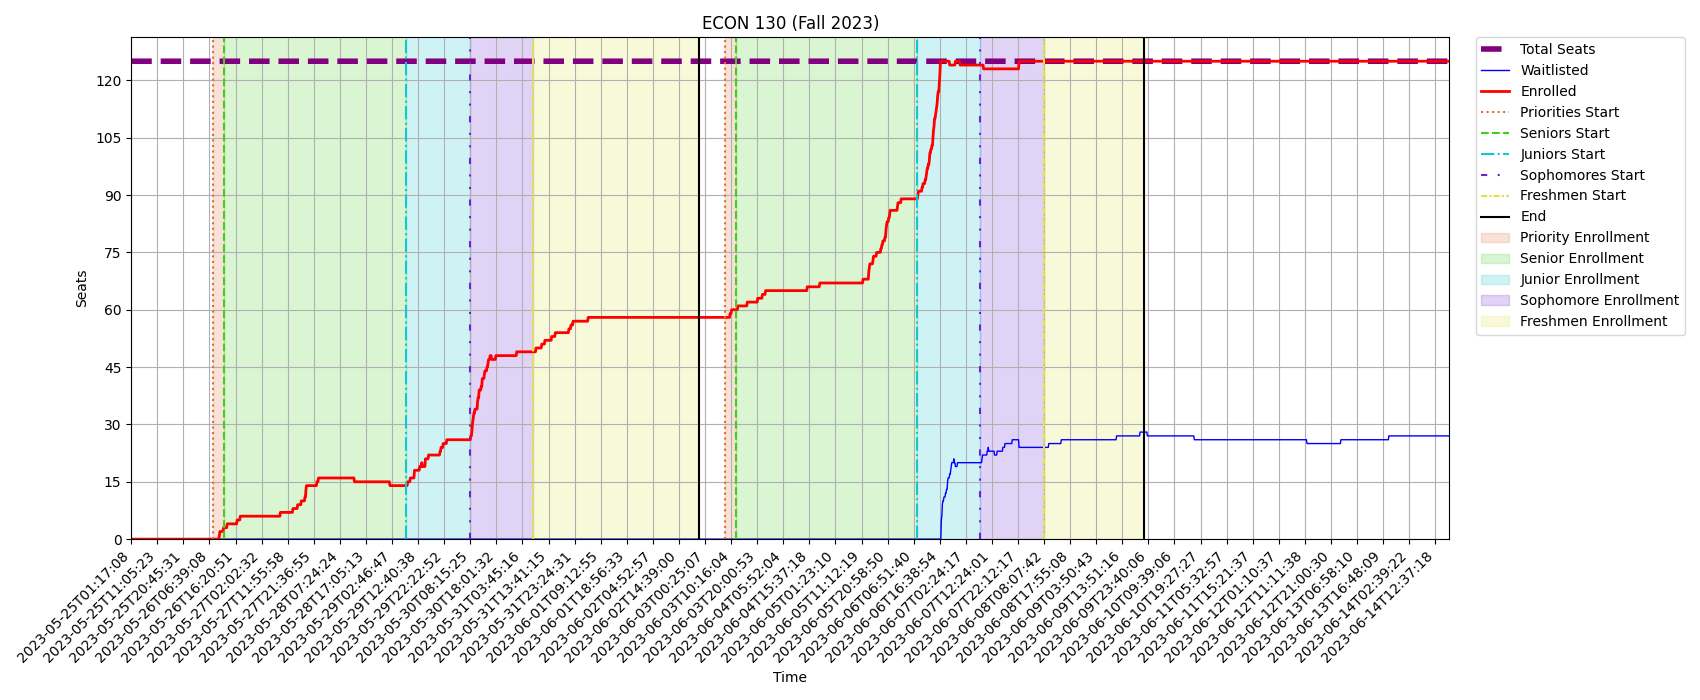 ECON 130 (Fall 2023)
Total Seats
Waitlisted
Enrolled
Priorities Start
Seniors Start
Juniors Start
Sophomores Start
Freshmen Start
End
Priority Enrollment
Senior Enrollment
Junior Enrollment
Sophomore Enrollment
Freshmen Enrollment
Seats
120
105
90
75
60
45
30
15
0
2023-05-25T01:17:08
2023-05-25T11:05:23
2023-05-25T20:45:31
2023-05-26T06:39:08
2023-05-26T16:20:51
2023-05-27T02:02:32
2023-05-27T11:55:58
2023-05-27T21:36:55
2023-05-28T07:24:24
2023-05-28T17:05:13
2023-05-29T02:46:47
2023-05-29T12:40:38
2023-05-29T22:22:52
2023-05-30T08:15:25
2023-05-30T18:01:32
2023-05-31T03:45:16
2023-05-31T13:41:15
2023-05-31T23:24:31
2023-06-01T09:12:55
2023-06-01T18:56:33
2023-06-02T04:52:57
2023-06-02T14:39:00
2023-06-03T00:25:07
2023-06-03T10:16:04
2023-06-03T20:00:53
2023-06-04T05:52:04
2023-06-04T15:37:18
2023-06-05T01:23:10
2023-06-05T11:12:19
2023-06-05T20:58:50
2023-06-06T06:51:40
2023-06-06T16:38:54
2023-06-07T02:24:17
2023-06-07T12:24:01
2023-06-07T22:12:17
2023-06-08T08:07:42
2023-06-08T17:55:08
2023-06-09T03:50:43
2023-06-09T13:51:16
2023-06-09T23:40:06
2023-06-10T09:39:06
2023-06-10T19:27:27
2023-06-11T05:32:57
2023-06-11T15:21:37
2023-06-12T01:10:37
2023-06-12T11:11:38
2023-06-12T21:00:30
2023-06-13T06:58:10
2023-06-13T16:48:09
2023-06-14T02:39:22
2023-06-14T12:37:18
Time